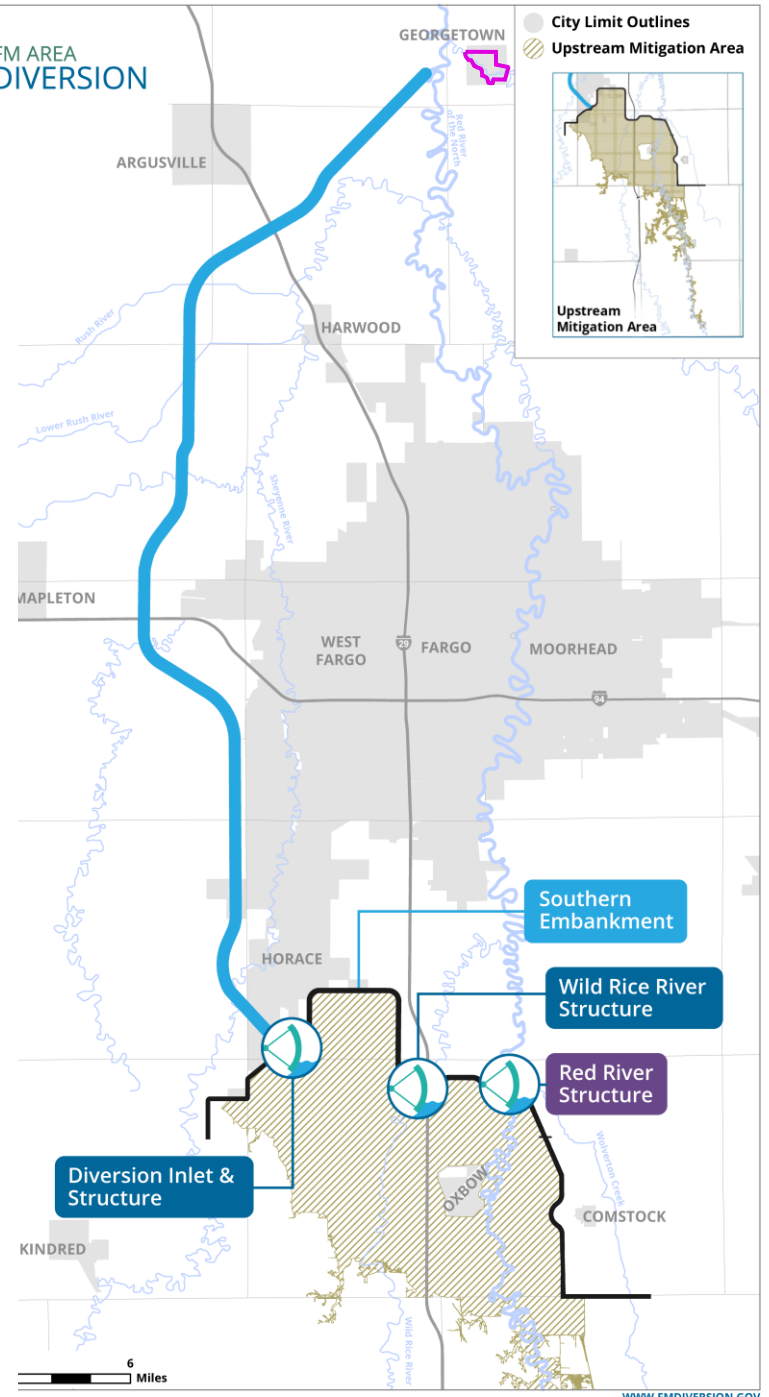 FM AREA
DIVERSION
GEORGETOWN
City Limit Outlines
Upstream Mitigation Area
Red River
of the North
ARGUSVILLE
Upstream
Mitigation Area
Rush River
HARWOOD
Lower Rush River
Sheyenne River
MAPLETON
WEST
FARGO
29
FARGO
MOORHEAD
94
Southern
Embankment
HORACE
Wild Rice River
Structure
Red River
Structure
Diversion Inlet &
Structure
Wolverton Creek
OXBOW
COMSTOCK
KINDRED
Wild Rice River
6
Miles
WWW.FMDIVERSION.GOV